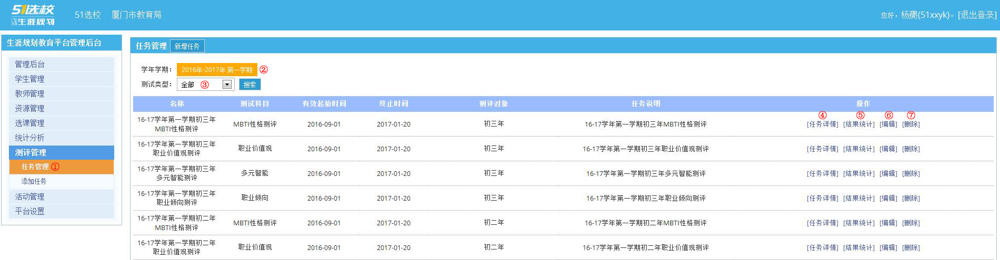 51选校
生涯规划
51选校 厦门市教育局
您好，杨夔(51xxyk)。[退出登录]
生涯规划教育平台管理后台
管理后台
学生管理
教师管理
资源管理
选课管理
统计分析
测评管理
任务管理 ①
添加任务
活动管理
平台设置
任务管理 新增任务
学年学期： 2016年-2017年 第一学期 ②
测试类型： 全部 ③ 搜索
名称 测试科目 有效起始时间 终止时间 测评对象 任务说明 操作
④ ⑤ ⑥ ⑦
16-17学年第一学期初三年
MBTI性格测评 MBTI性格测评 2016-09-01 2017-01-20 初三年 16-17学年第一学期初三年MBTI性格测评 [任务详情] [结果统计] [编辑] [删除]
16-17学年第一学期初三年
职业价值观测评 职业价值观 2016-09-01 2017-01-20 初三年 16-17学年第一学期初三年职业价值观测评 [任务详情] [结果统计] [编辑] [删除]
16-17学年第一学期初三年
多元智能测评 多元智能 2016-09-01 2017-01-20 初三年 16-17学年第一学期初三年多元智能测评 [任务详情] [结果统计] [编辑] [删除]
16-17学年第一学期初三年
职业倾向测评 职业倾向 2016-09-01 2017-01-20 初三年 16-17学年第一学期初三年职业倾向测评 [任务详情] [结果统计] [编辑] [删除]
16-17学年第一学期初二年
MBTI性格测评 MBTI性格测评 2016-09-01 2017-01-20 初二年 16-17学年第一学期初二年MBTI性格测评 [任务详情] [结果统计] [编辑] [删除]
16-17学年第一学期初二年
职业价值观测评 职业价值观 2016-09-01 2017-01-20 初二年 16-17学年第一学期初二年职业价值观测评 [任务详情] [结果统计] [编辑] [删除]